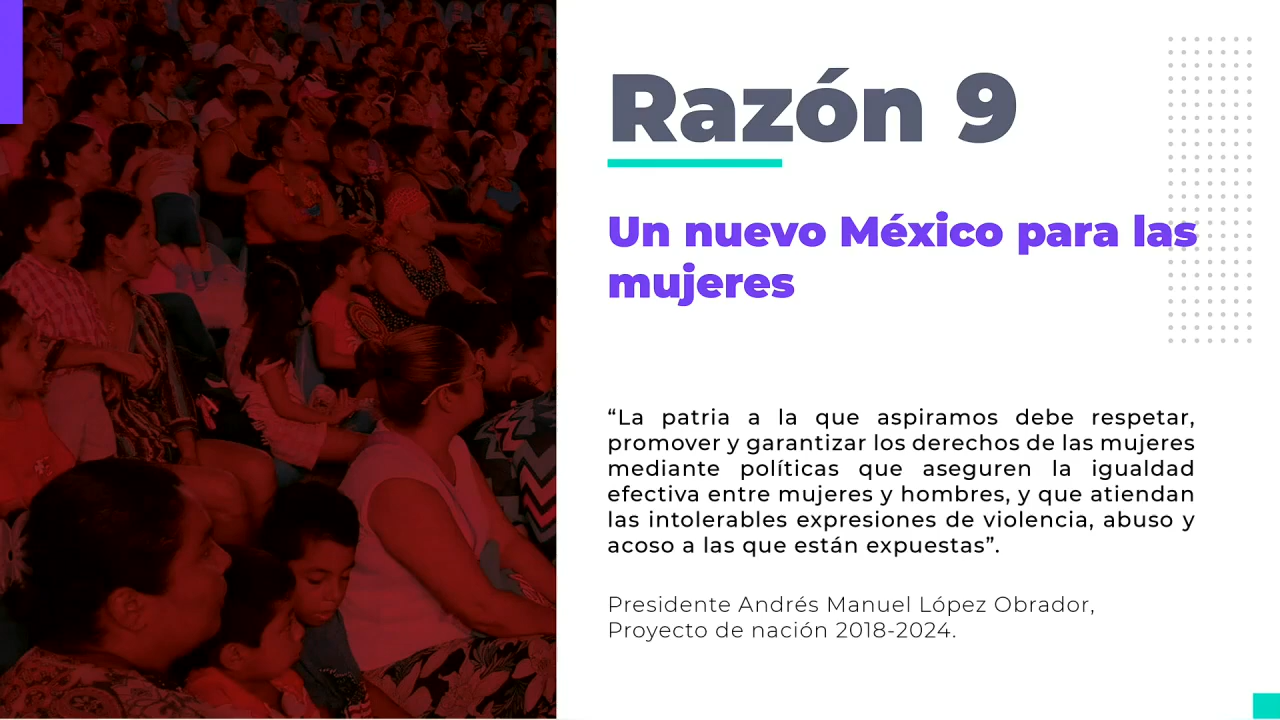 Razón 9
Un nuevo México para las
mujeres
“La patria a la que aspiramos debe respetar,
promover y garantizar los derechos de las mujeres
mediante políticas que aseguren la igualdad
efectiva entre mujeres y hombres, y que atiendan
las intolerables expresiones de violencia, abuso y
acoso a las que están expuestas”.
Presidente Andrés Manuel López Obrador,
Proyecto de nación 2018-2024.